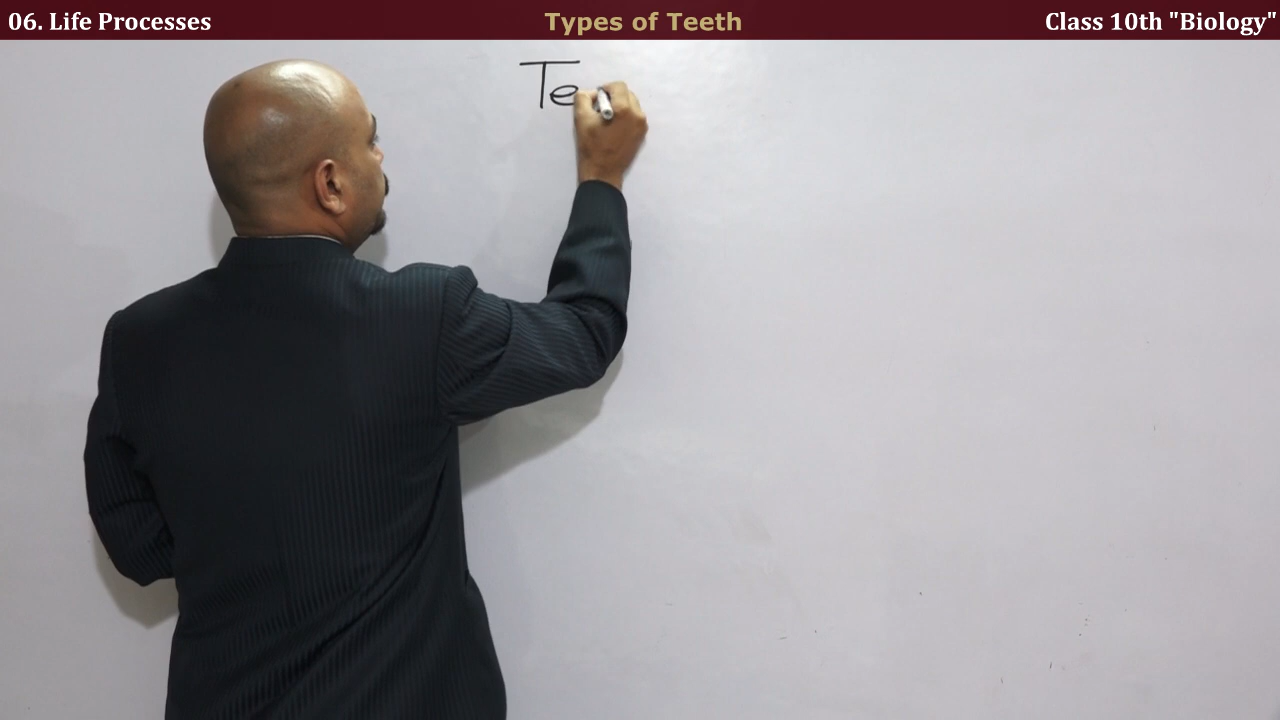 06. Life Processes
Types of Teeth
Class 10th "Biology"
Te